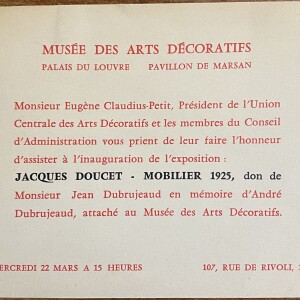 MUSÉE DES ARTS DÉCORATIFS
PALAIS DU LOUVRE PAVILLON DE MARSAN
Monsieur Eugène Claudius-Petit, Président de l'Union
Centrale des Arts Décoratifs et les membres du Conseil
d'Administration vous prient de leur faire l'honneur
d'assister à l'inauguration de l'exposition :
JACQUES DOUCET - MOBILIER 1925, don de
Monsieur Jean Dubrujeaud en mémoire d'André
Dubrujeaud, attaché au Musée des Arts Décoratifs.
ERCREDI 22 MARS A 15 HEURES 107, RUE DE RIVOLI,